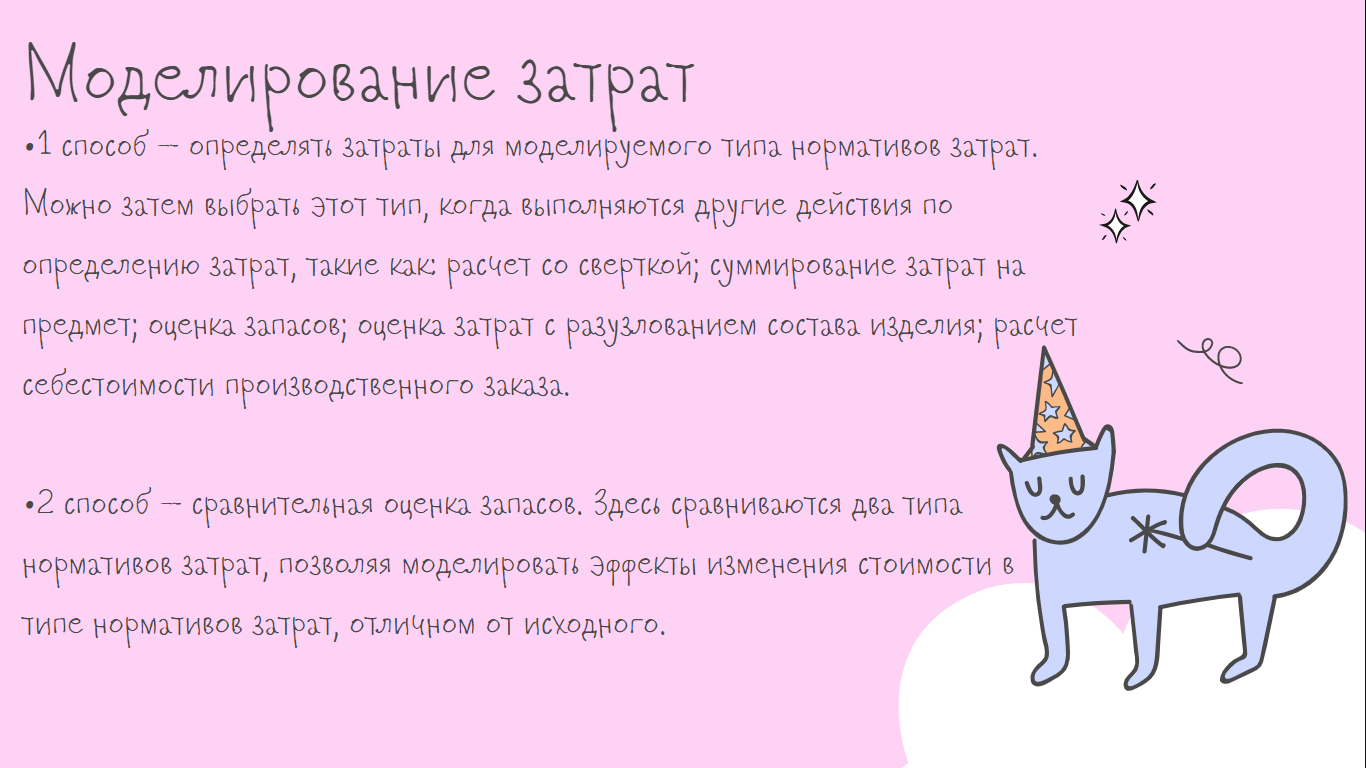 Моделирование затрат
•1 способ — определять затраты для моделируемого типа нормативов затрат.
Можно затем выбрать этот тип, когда выполняются другие действия по
определению затрат, такие как: расчет со сверткой; суммирование затрат на
предмет; оценка запасов; оценка затрат с разузлованием состава изделия; расчет
себестоимости производственного заказа.
•2 способ — сравнительная оценка запасов. Здесь сравниваются два типа
нормативов затрат, позволяя моделировать эффекты изменения стоимости в
типе нормативов затрат, отличном от исходного.